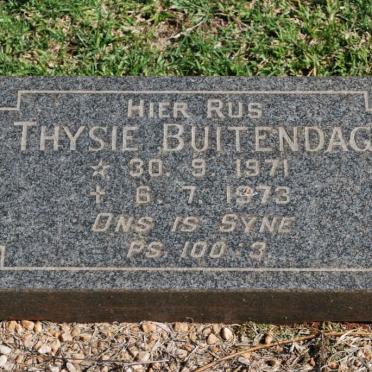 HIER RUS
THYSIE BUITENDAG
☆ 30. 9. 1971
✝ 6. 7. 1973
ONS IS SYNE
PS 100:3.